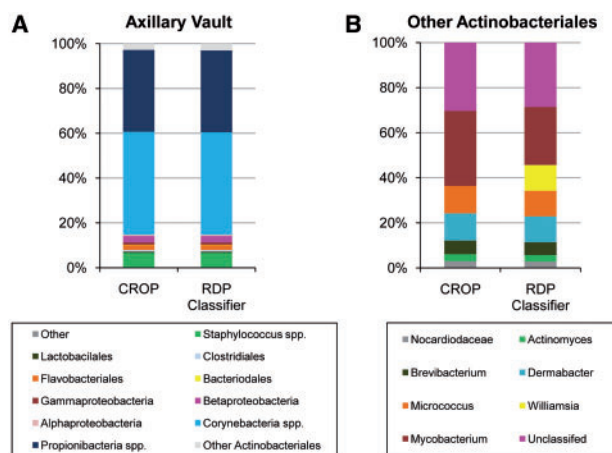 A
Axillary Vault
100%
80%
60%
40%
20%
0%
CROP
RDP Classifier
Other
Staphylococcus spp.
Lactobacilales
Clostridiales
Flavobacteriales
Bacteriodales
Gammaproteobacteria
Betaproteobacteria
Alphaproteobacteria
Corynebacteria spp.
Propionibacteria spp.
Other Actinobacteriales
B
Other Actinobacteriales
100%
80%
60%
40%
20%
0%
CROP
RDP Classifier
Nocardiodaceae
Actinomyces
Brevibacterium
Dermabacter
Micrococcus
Williamsia
Mycobacterium
Unclassifed